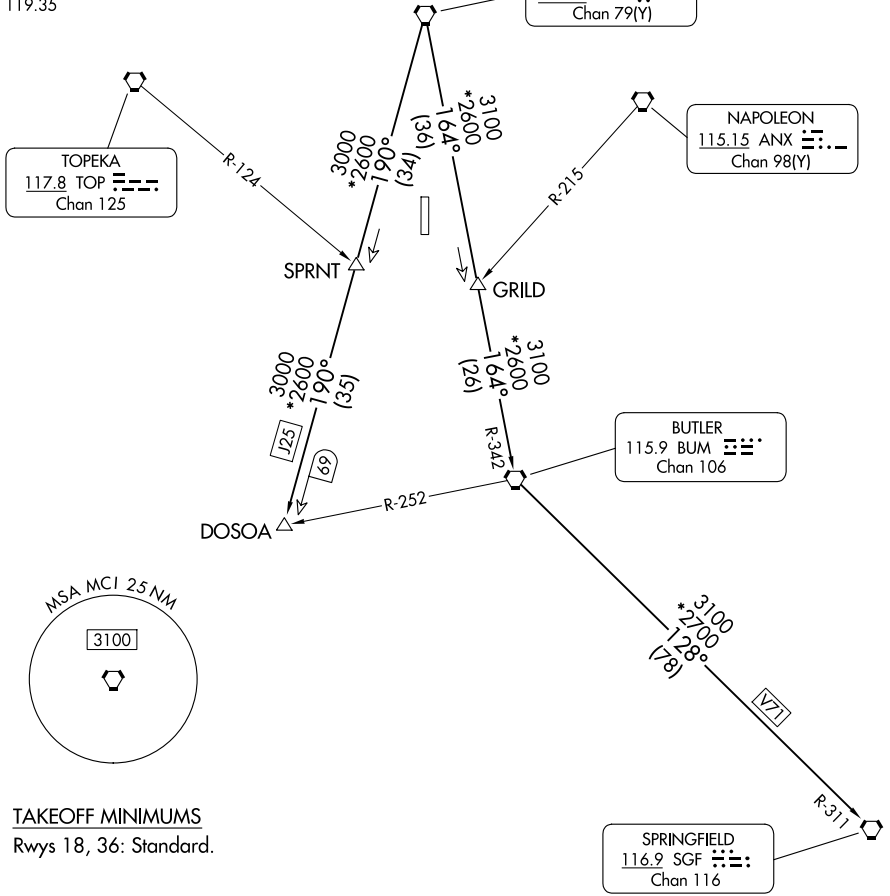 119.35
Chan 79(Y)
TOPEKA
117.8 TOP
Chan 125
NAPOLEON
115.15 ANX
Chan 98(Y)
R-124
R-215
3000
*2600
190°
(34)
3100
*2600
164°
(36)
SPRNT
GRILD
3000
*2600
190°
(35)
3100
*2600
164°
(26)
J25
69
R-342
BUTLER
115.9 BUM
Chan 106
R-252
DOSOA
MSA MCI 25 NM
3100
3100
*2700
128°
(78)
V71
R-311
TAKEOFF MINIMUMS
Rwys 18, 36: Standard.
SPRINGFIELD
116.9 SGF
Chan 116